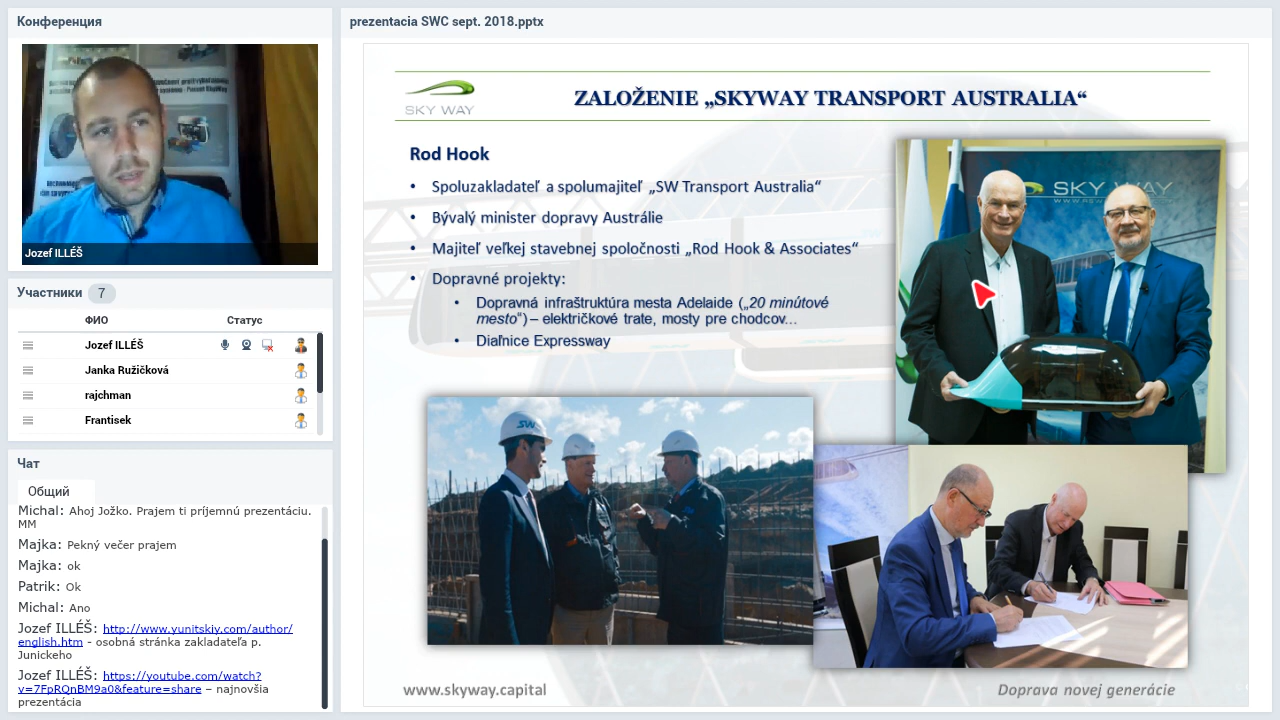 Конференция
Jozef ILLÉŠ
Участники 7
ФИО Статус
Jozef ILLÉŠ
Janka Ružičková
rajchman
Frantisek
Чат
Общий
Michal: Ahoj Jožko. Prajem ti príjemnú prezentáciu.
MM
Majka: Pekný večer prajem
Majka: ok
Patrik: Ok
Michal: Ano
Jozef ILLÉŠ: http://www.yunitskiy.com/author/
english.htm - osobná stránka zakladateľa p.
Junickeho
Jozef ILLÉŠ: https://youtube.com/watch?
v=7FpRQnBM9a0&feature=share – najnovšia
prezentácia
prezentacia SWC sept. 2018.pptx
SKY WAY
ZALOŽENIE „SKYWAY TRANSPORT AUSTRALIA“
Rod Hook
• Spoluzakladateľ a spolumajiteľ „SW Transport Australia“
• Bývalý minister dopravy Austrálie
• Majiteľ veľkej stavebnej spoločnosti „Rod Hook & Associates“
• Dopravné projekty:
• Dopravná infraštruktúra mesta Adelaide („20 minútové
mesto“) – električkové trate, mosty pre chodcov...
• Diaľnice Expressway
SKY WAY
SW
www.skyway.capital
Doprava novej generácie